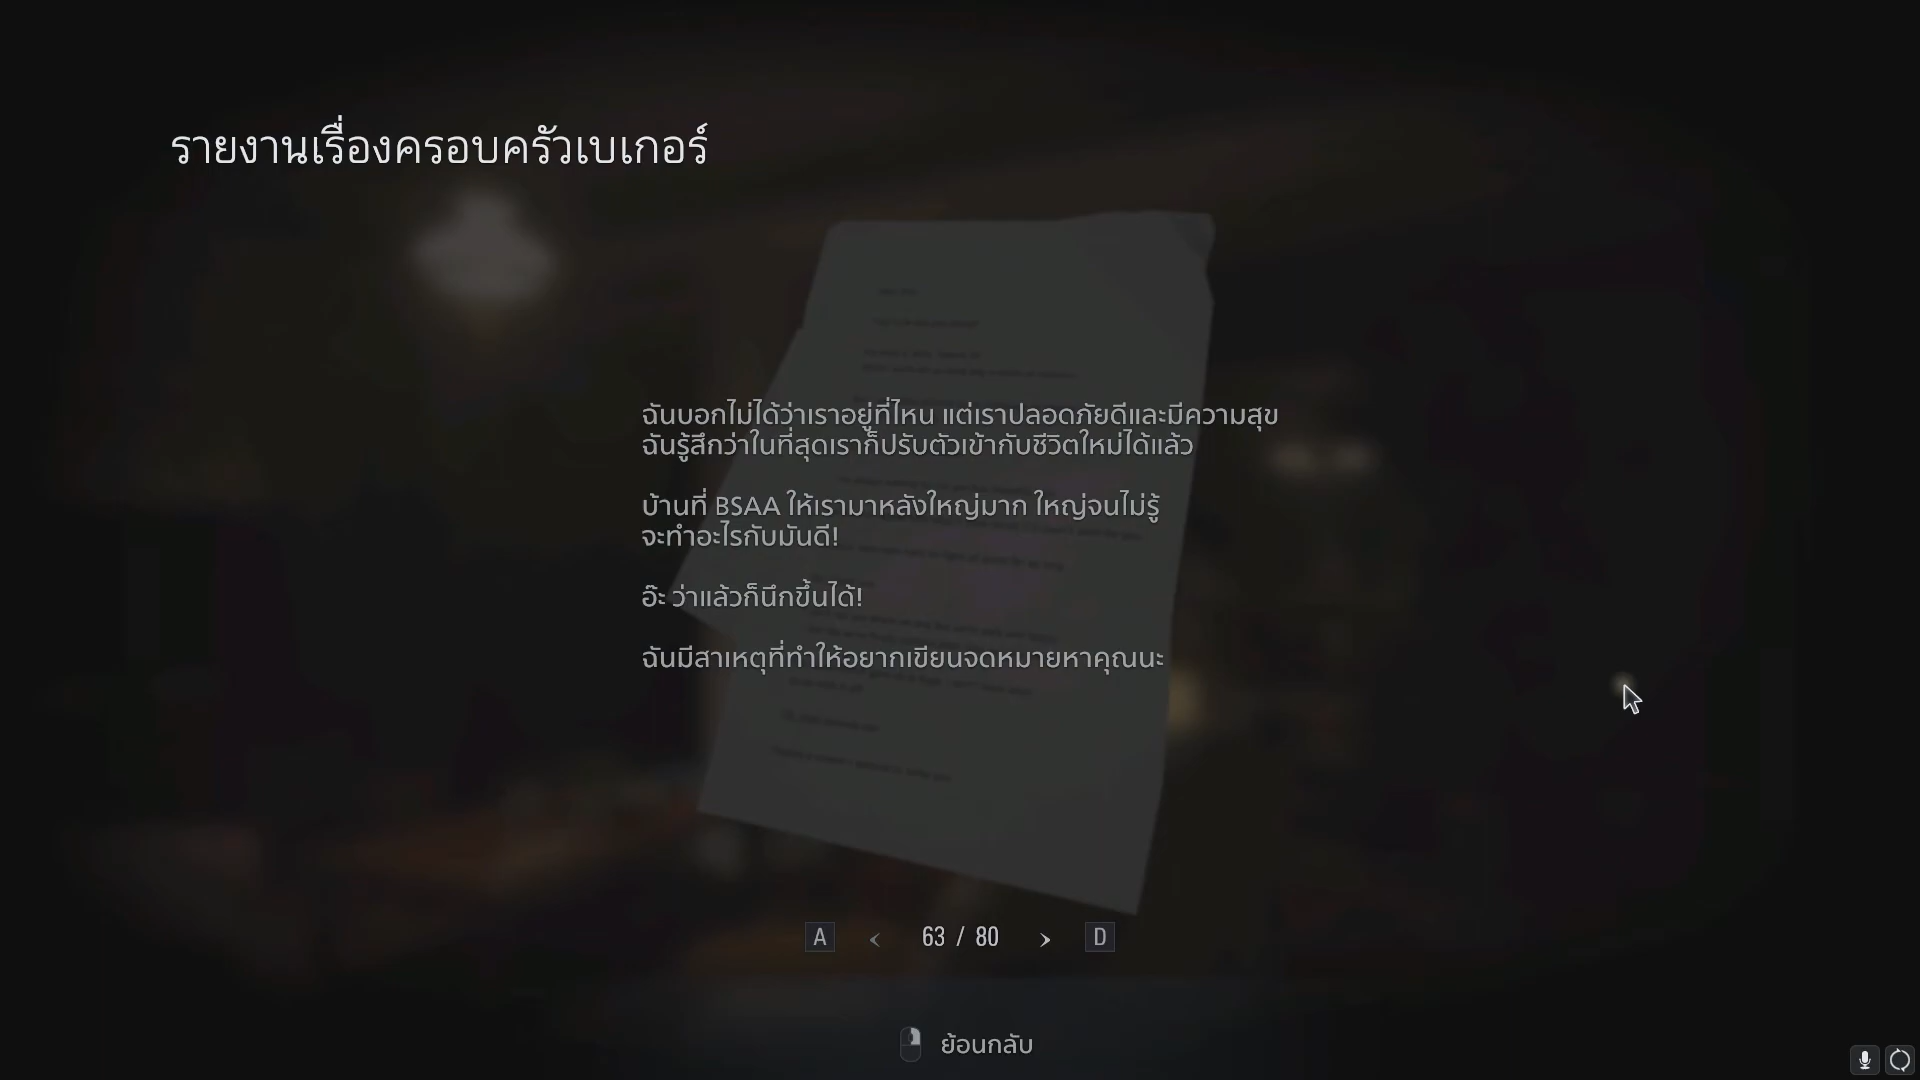 รายงานเรื่องครอบครัวเบเกอร์
ฉันบอกไม่ได้ว่าเราอยู่ที่ไหน แต่เราปลอดภัยดีและมีความสุข
ฉันรู้สึกว่าในที่สุดเราก็ปรับตัวเข้ากับชีวิตใหม่ได้แล้ว
บ้านที่ BSAA ให้เรามาหลังใหญ่มาก ใหญ่จนไม่รู้
จะทำอะไรกับมันดี!
อ๊ะ ว่าแล้วก็นึกขึ้นได้!
ฉันมีสาเหตุที่ทำให้อยากเขียนจดหมายหาคุณนะ
A < 63 / 80 > D
ย้อนกลับ